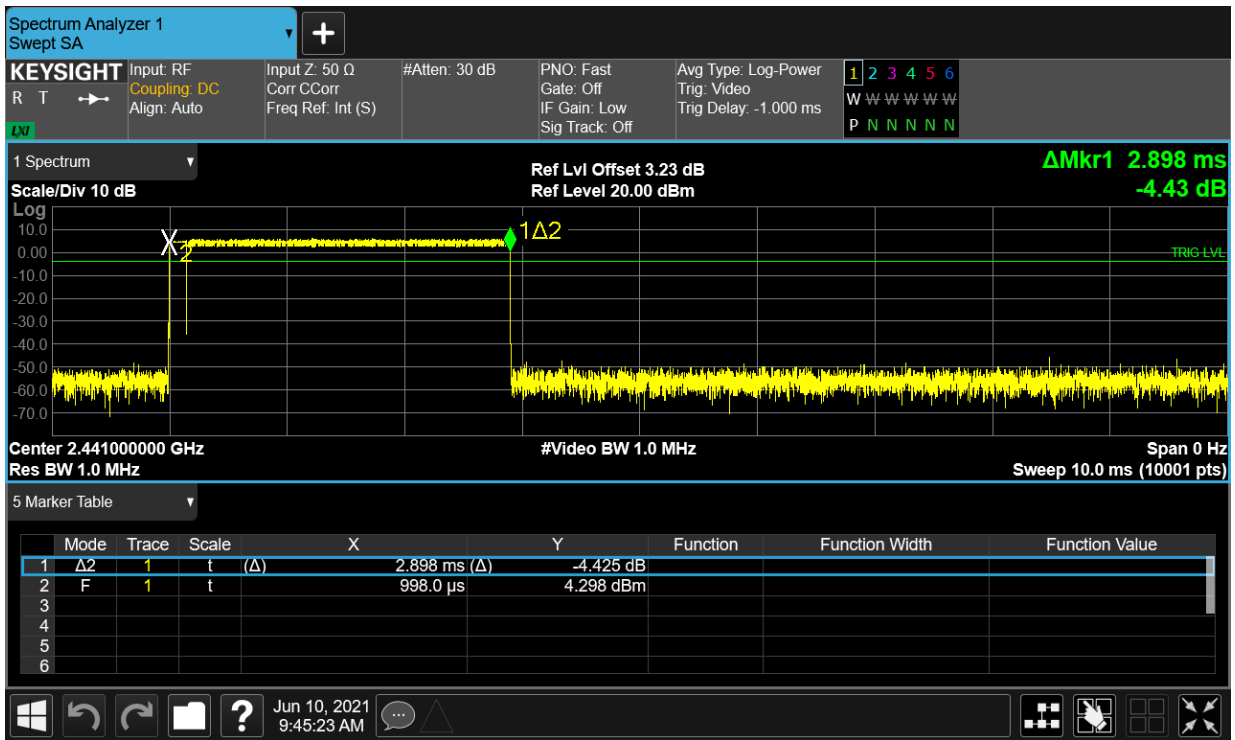 Spectrum Analyzer 1
Swept SA
KEYSIGHT Input: RF Input Z: 50 Ω #Atten: 30 dB PNO: Fast Avg Type: Log-Power 1 2 3 4 5 6
R T Coupling: DC Corr CCorr Gate: Off Trig: Video W W W W W W
Align: Auto Freq Ref: Int (S) IF Gain: Low Trig Delay: -1.000 ms
LXI Sig Track: Off P N N N N N
1 Spectrum Ref Lvl Offset 3.23 dB ΔMkr1 2.898 ms
Scale/Div 10 dB Ref Level 20.00 dBm -4.43 dB
Log
10.0
1Δ2
X
2
0.00
TRIG LVL
-10.0
-20.0
-30.0
-40.0
-50.0
-60.0
-70.0
Center 2.441000000 GHz #Video BW 1.0 MHz Span 0 Hz
Res BW 1.0 MHz Sweep 10.0 ms (10001 pts)
5 Marker Table
Mode Trace Scale X Y Function Function Width Function Value
1 Δ2 1 t (Δ) 2.898 ms (Δ) -4.425 dB
2 F 1 t 998.0 µs 4.298 dBm
3
4
5
6
? Jun 10, 2021
9:45:23 AM